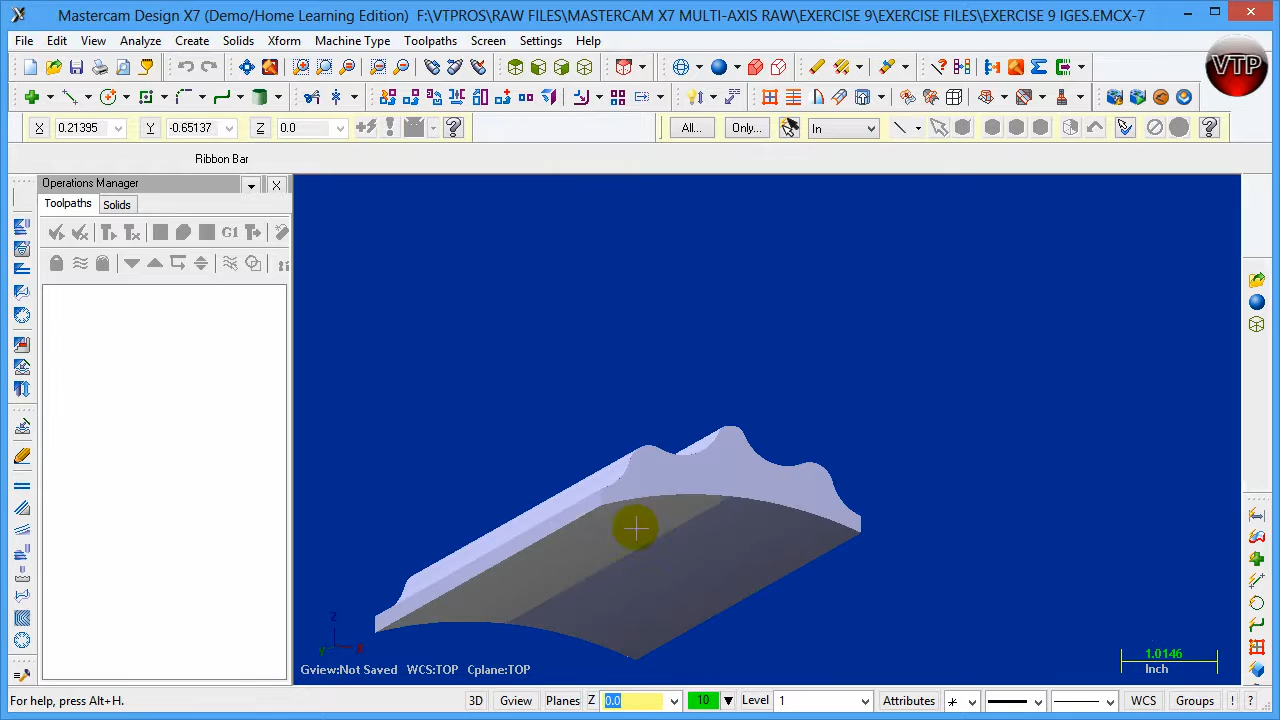 Mastercam Design X7 (Demo/Home Learning Edition) F:\VTPROS\RAW FILES\MASTERCAM X7 MULTI-AXIS RAW\EXERCISE 9\EXERCISE FILES\EXERCISE 9 IGES.EMCX-7
File Edit View Analyze Create Solids Xform Machine Type Toolpaths Screen Settings Help
VTP
X 0.21395 Y -0.65137 Z 0.0 All... Only... In
Ribbon Bar
Operations Manager
Toolpaths Solids
G1
Z
Y X
Gview:Not Saved WCS:TOP Cplane:TOP
1.0146
Inch
For help, press Alt+H. 3D Gview Planes Z 0.0 10 Level 1 Attributes WCS Groups ! ?